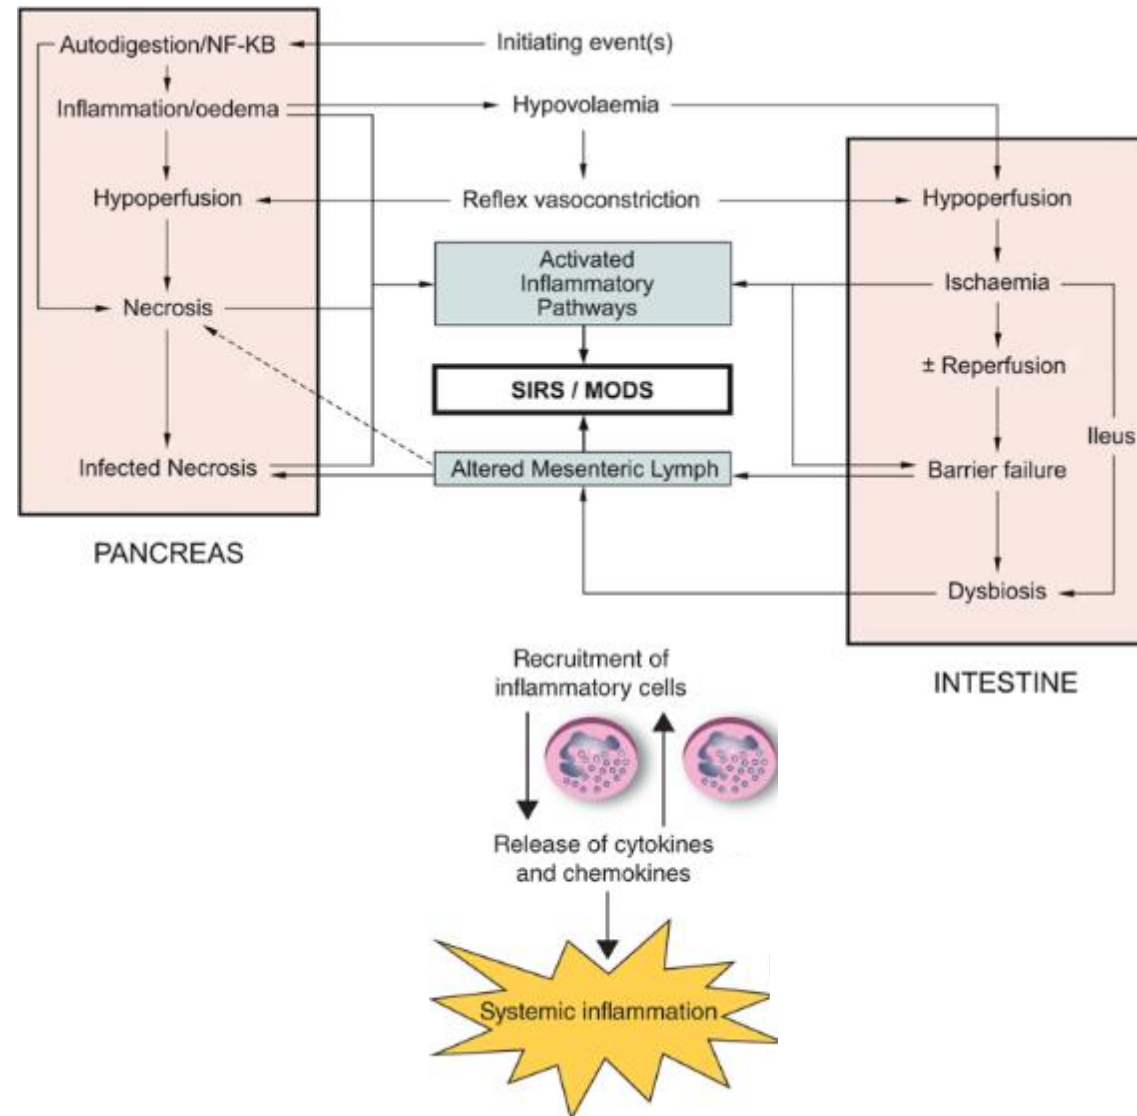 Autodigestion/NF-KB
Initiating event(s)
Inflammation/oedema
Hypovolaemia
Hypoperfusion
Reflex vasoconstriction
Hypoperfusion
Activated
Inflammatory
Pathways
Ischaemia
Necrosis
± Reperfusion
SIRS / MODS
Ileus
Infected Necrosis
Altered Mesenteric Lymph
Barrier failure
PANCREAS
Dysbiosis
INTESTINE
Recruitment of
inflammatory cells
Release of cytokines
and chemokines
Systemic inflammation